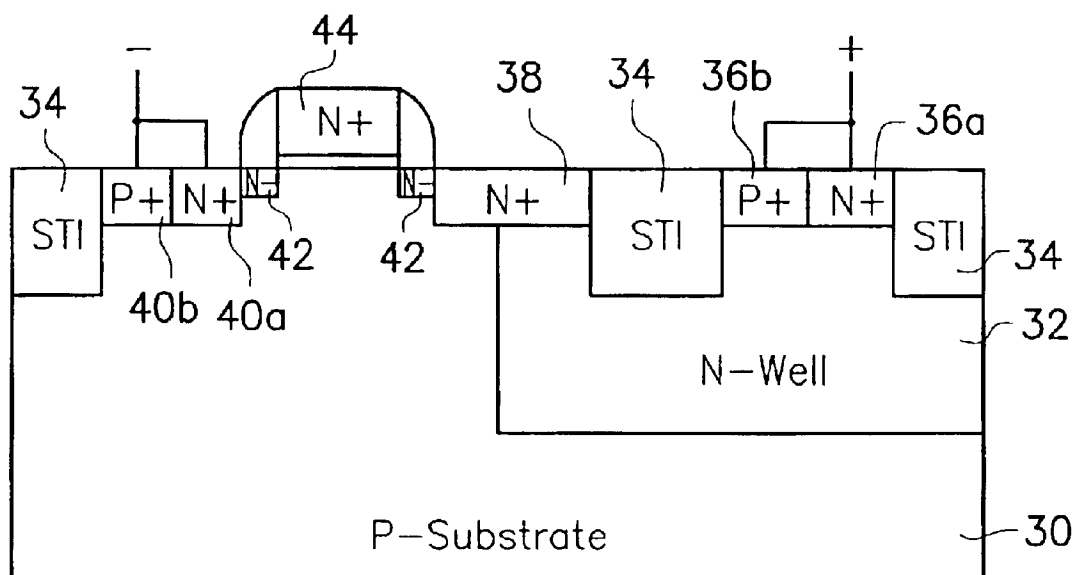 − 44 +
34 38 34 36b 36a
N+
P+ N+ N− N− N+ P+ N+
STI STI STI
42 42 34
40b 40a
32
N−Well
P−Substrate 30